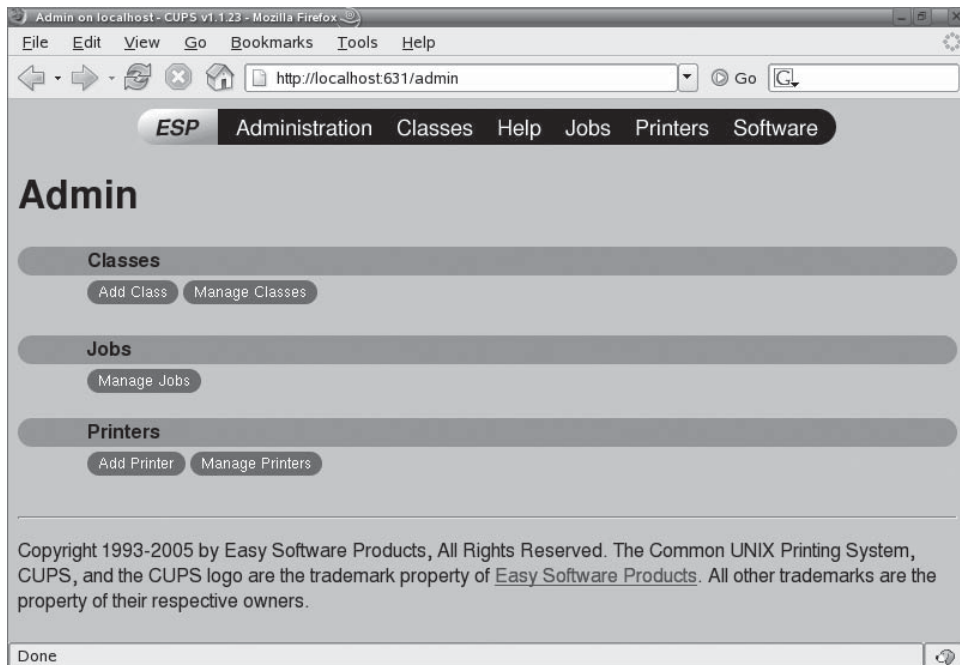 Admin on localhost - CUPS v1.1.23 - Mozilla Firefox
File Edit View Go Bookmarks Tools Help
http://localhost:631/admin Go G
ESP Administration Classes Help Jobs Printers Software
Admin
Classes
Add Class Manage Classes
Jobs
Manage Jobs
Printers
Add Printer Manage Printers
Copyright 1993-2005 by Easy Software Products, All Rights Reserved. The Common UNIX Printing System,
CUPS, and the CUPS logo are the trademark property of Easy Software Products. All other trademarks are the
property of their respective owners.
Done